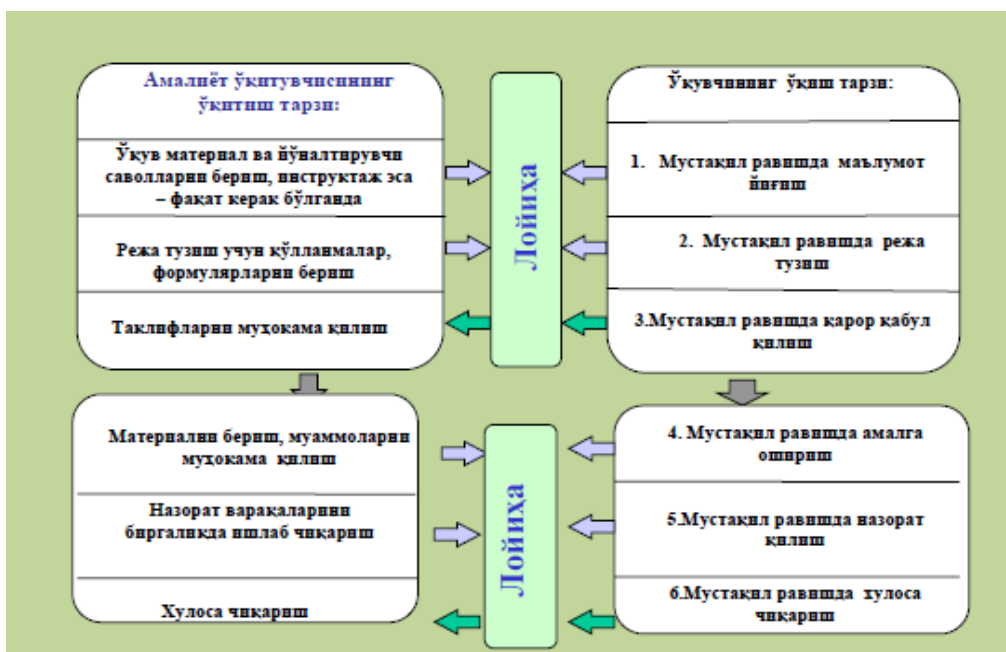 Амалиёт ўқитувчисининг
ўқитиш тарзи:
Ўқув материал ва йўналтирувчи
саволларни бериш, инструктаж эса
– фақат керак бўлганда
Режа тузиш учун қўлланмалар,
формулярларни бериш
Таклифларни муҳокама қилиш
Лойиҳа
Ўқувчининг ўқиш тарзи:
1. Мустақил равишда маълумот
йиғиш
2. Мустақил равишда режа
тузиш
3.Мустақил равишда қарор қабул
қилиш
Материални бериш, муаммоларни
муҳокама қилиш
Назорат варақаларини
биргаликда ишлаб чиқариш
Хулоса чиқариш
Лойиҳа
4. Мустақил равишда амалга
ошириш
5.Мустақил равишда назорат
қилиш
6.Мустақил равишда хулоса
чиқариш